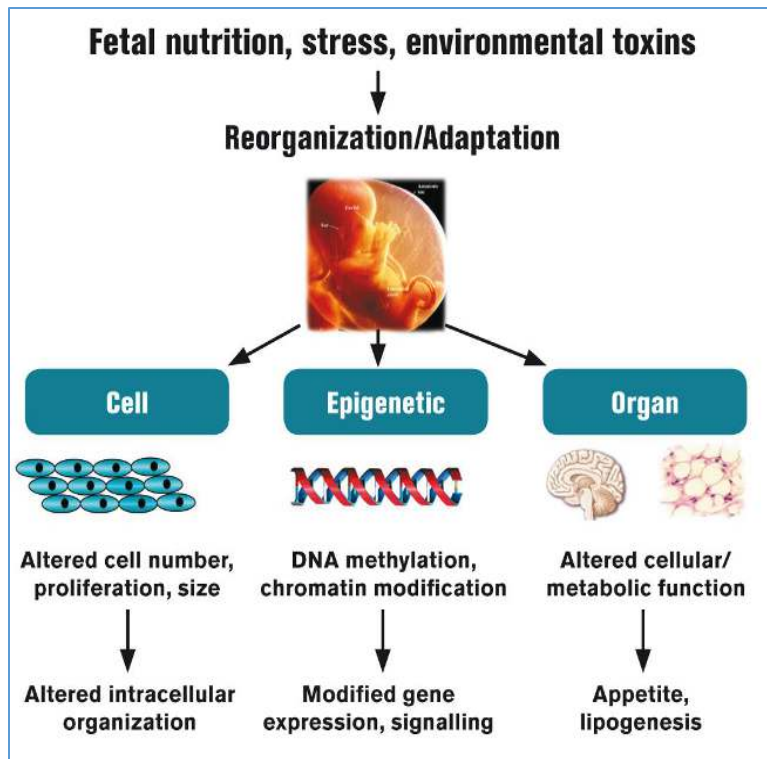 Fetal nutrition, stress, environmental toxins
Reorganization/Adaptation
Cell
Epigenetic
Organ
Altered cell number,
proliferation, size
DNA methylation,
chromatin modification
Altered cellular/
metabolic function
Altered intracellular
organization
Modified gene
expression, signalling
Appetite,
lipogenesis